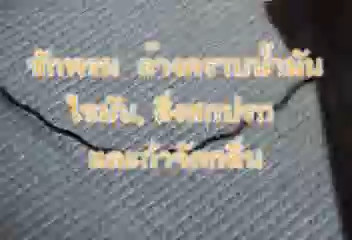 ซักพรม ล้างคราบน้ำมัน
ไขมัน, สิ่งสกปรก
และกำจัดกลิ่น